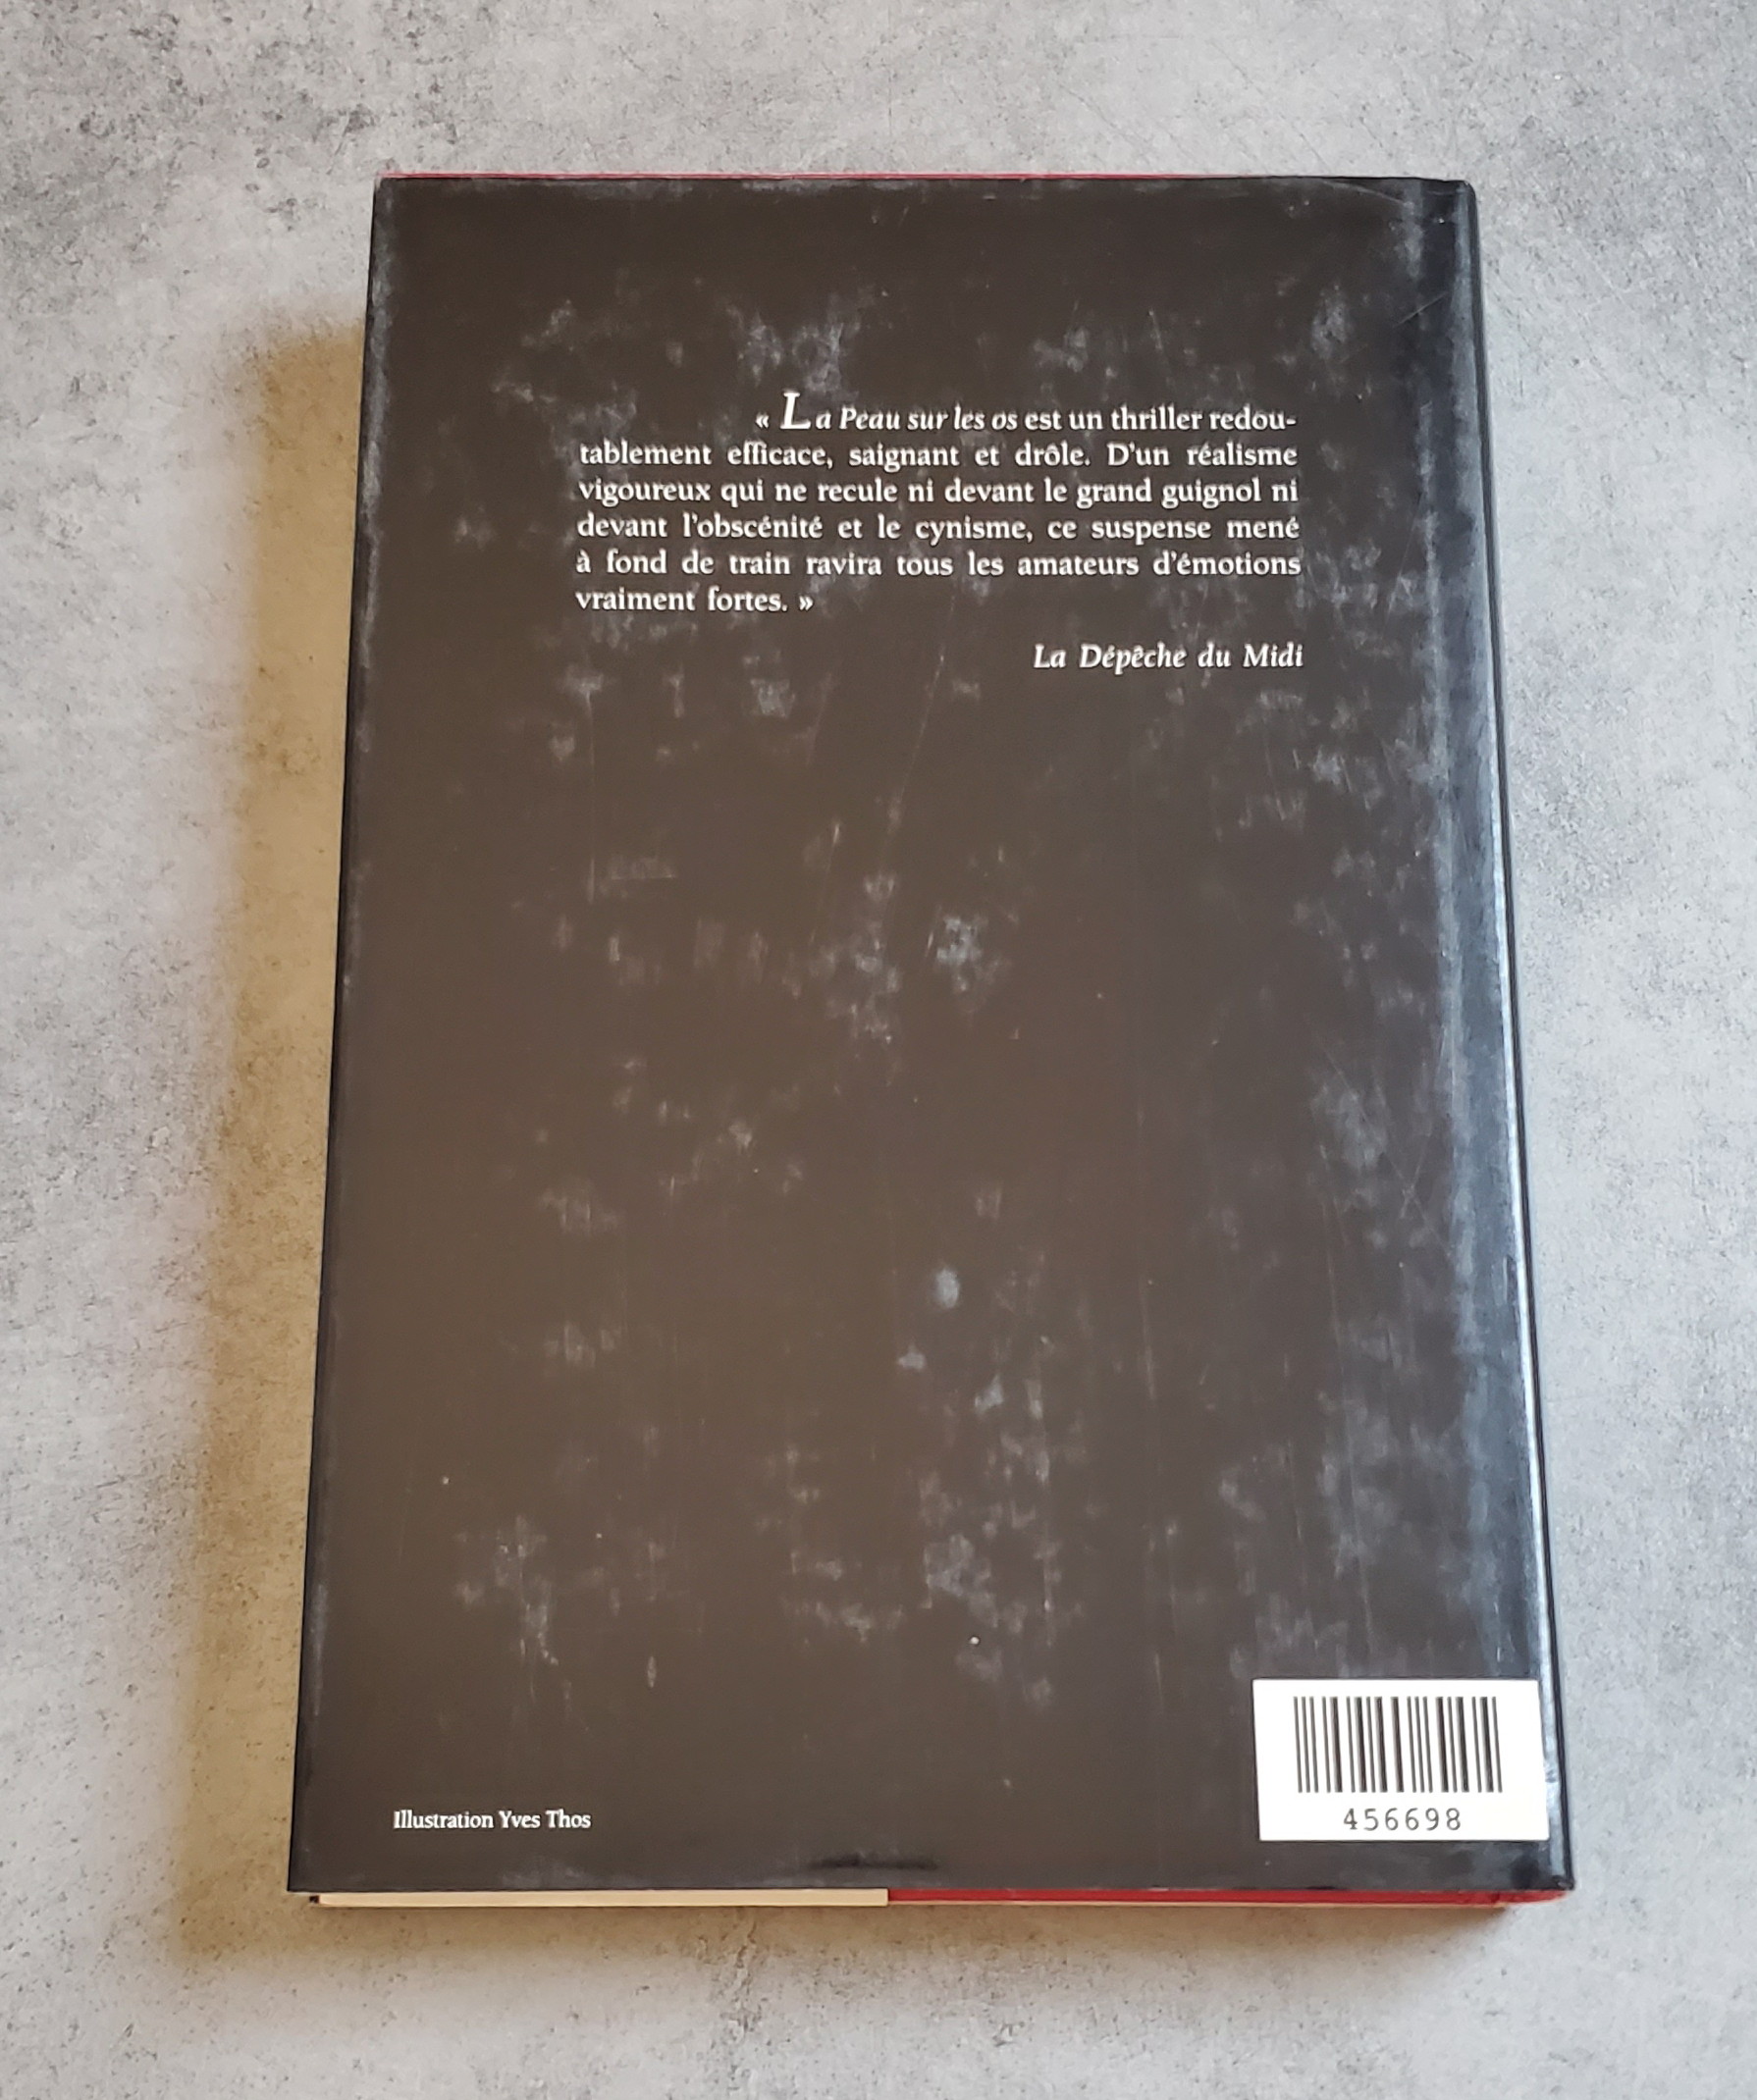 « La Peau sur les os est un thriller redou-
tablement efficace, saignant et drôle. D'un réalisme
vigoureux qui ne recule ni devant le grand guignol ni
devant l'obscénité et le cynisme, ce suspense mené
à fond de train ravira tous les amateurs d'émotions
vraiment fortes. »
La Dépêche du Midi
Illustration Yves Thos
456698